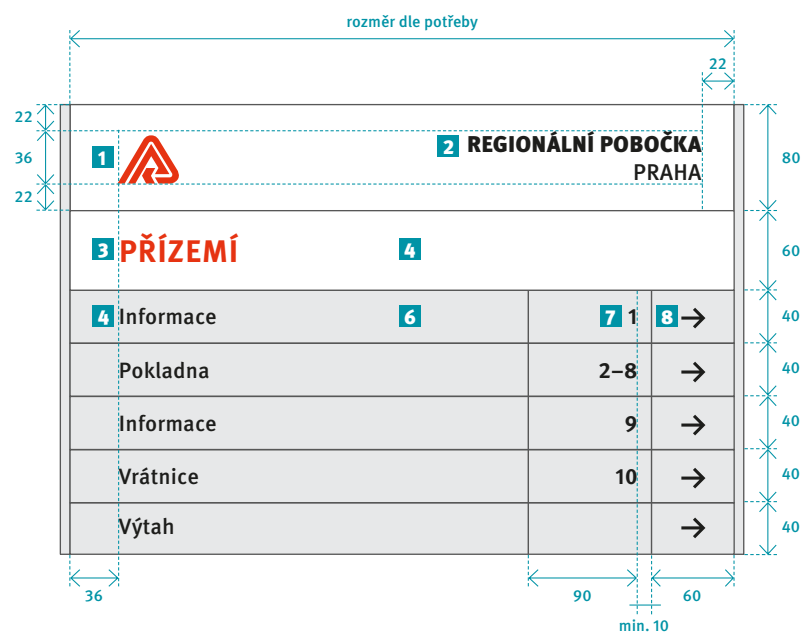 rozměr dle potřeby
22
22
36
22
1
2 REGIONÁLNÍ POBOČKA
PRAHA
80
3 PŘÍZEMÍ 4
60
4 Informace 6 7 1 8 →
40
Pokladna 2–8 →
40
Informace 9 →
40
Vrátnice 10 →
40
Výtah →
40
36
90
60
min. 10